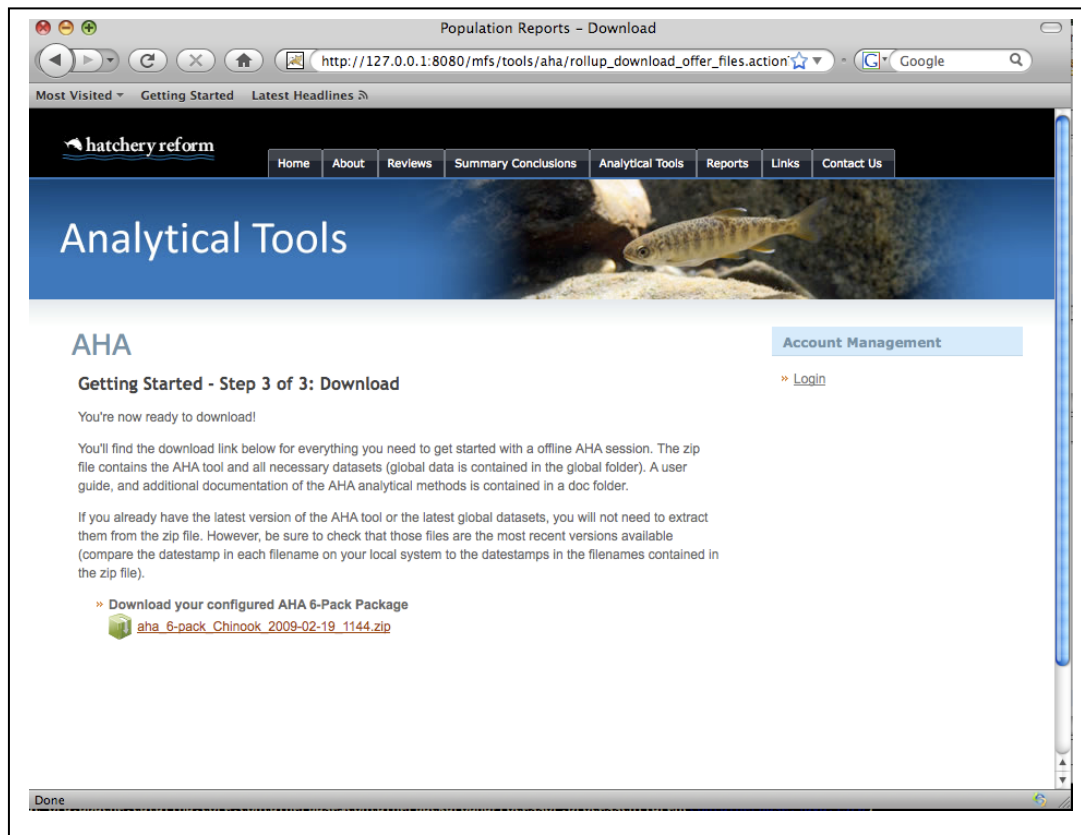 Population Reports – Download
http://127.0.0.1:8080/mfs/tools/aha/rollup_download_offer_files.action
Google
Most Visited Getting Started Latest Headlines
hatchery reform
Home About Reviews Summary Conclusions Analytical Tools Reports Links Contact Us
Analytical Tools
AHA
Account Management
» Login
Getting Started - Step 3 of 3: Download
You're now ready to download!
You'll find the download link below for everything you need to get started with a offline AHA session. The zip
file contains the AHA tool and all necessary datasets (global data is contained in the global folder). A user
guide, and additional documentation of the AHA analytical methods is contained in a doc folder.
If you already have the latest version of the AHA tool or the latest global datasets, you will not need to extract
them from the zip file. However, be sure to check that those files are the most recent versions available
(compare the datestamp in each filename on your local system to the datestamps in the filenames contained in
the zip file).
» Download your configured AHA 6-Pack Package
aha_6-pack_Chinook_2009-02-19_1144.zip
Done